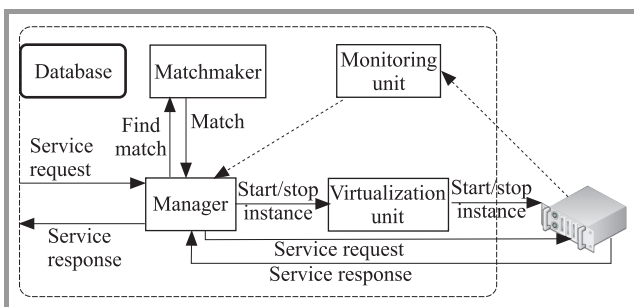 Database
Matchmaker
Monitoring
unit
Find
match
Match
Service
request
Manager
Start/stop
instance
Virtualization
unit
Start/stop
instance
Service
response
Service request
Service response